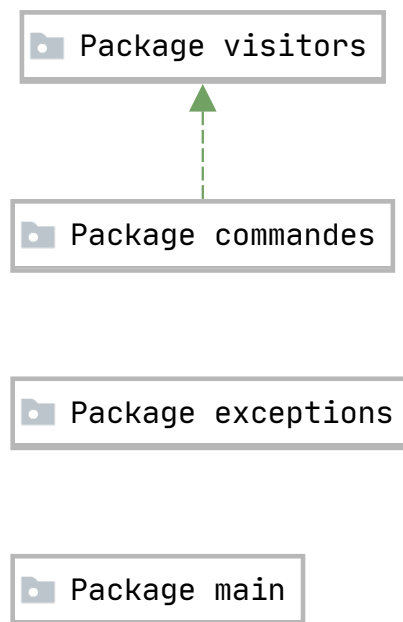 Package visitors
Package commandes
Package exceptions
Package main